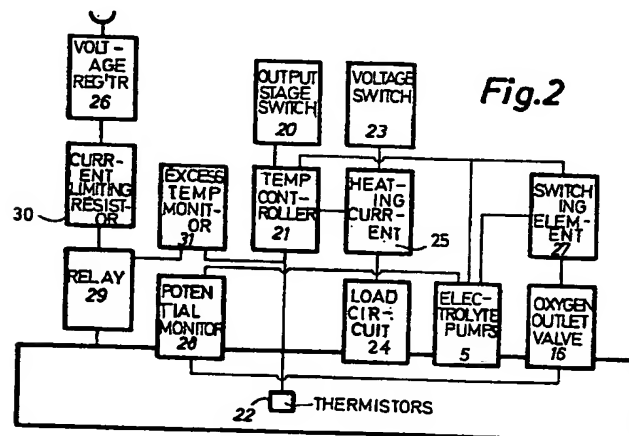 Fig.2
VOLT-
AGE
REG'TR
26
OUTPUT
STAGE
SWITCH
20
VOLTAGE
SWITCH
23
CURR-
ENT
LIMITING
RESIST-
OR
30
EXCESS
TEMP
MONIT-
OR
31
TEMP
CONTR-
OLLER
21
HEAT-
ING
CURR-
ENT
25
SWITCH
ING
ELEM-
ENT
27
RELAY
29
POTEN
TIAL
MONITOR
28
LOAD
CIR-
CUIT
24
ELEC-
TROLYTE
PUMPS
5
OXYGEN
OUTLET
VALVE
16
22
THERMISTORS